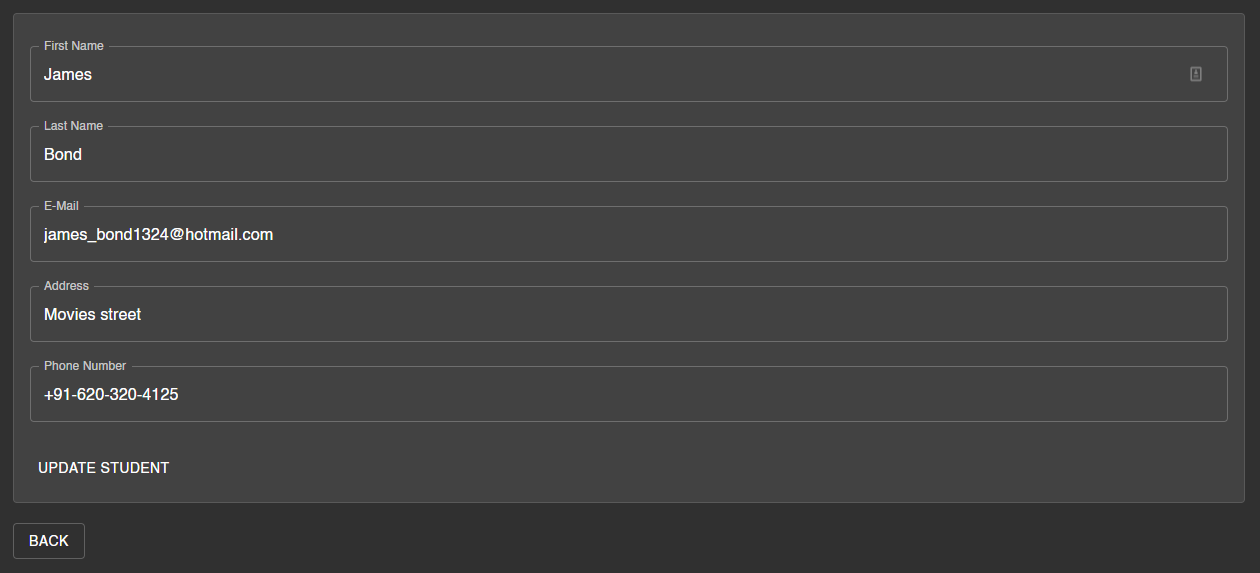 First Name
James
Last Name
Bond
E-Mail
james_bond1324@hotmail.com
Address
Movies street
Phone Number
+91-620-320-4125
UPDATE STUDENT
BACK